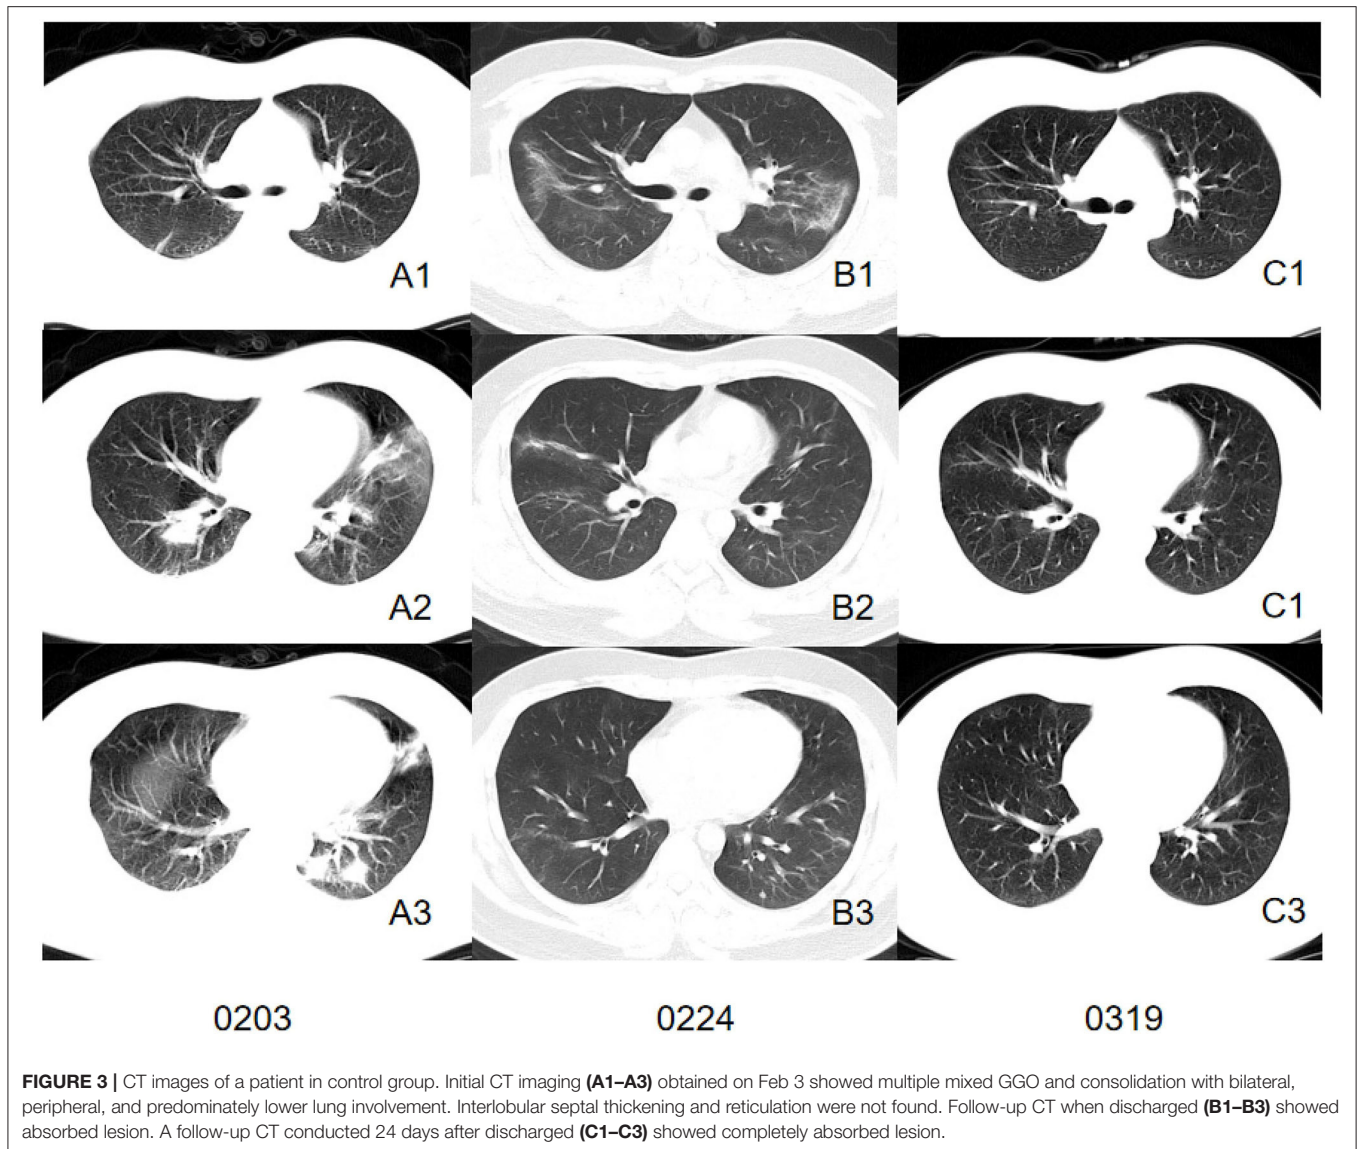 A1
B1
C1
A2
B2
C1
A3
B3
C3
0203
0224
0319
FIGURE 3 | CT images of a patient in control group. Initial CT imaging (A1–A3) obtained on Feb 3 showed multiple mixed GGO and consolidation with bilateral,
peripheral, and predominately lower lung involvement. Interlobular septal thickening and reticulation were not found. Follow-up CT when discharged (B1–B3) showed
absorbed lesion. A follow-up CT conducted 24 days after discharged (C1–C3) showed completely absorbed lesion.